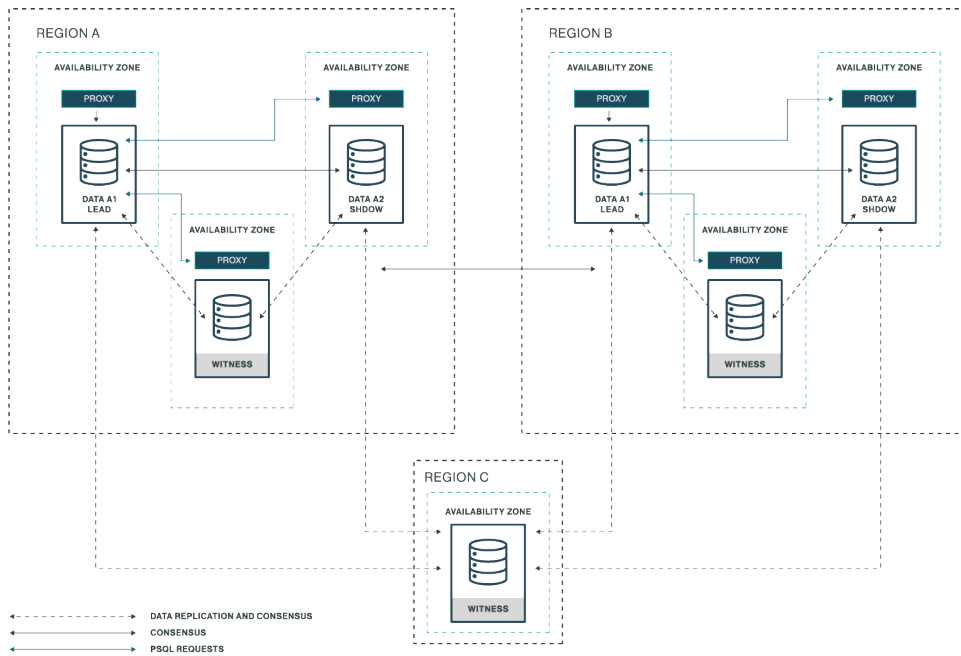 REGION A
AVAILABILITY ZONE
PROXY
DATA A1
LEAD
AVAILABILITY ZONE
PROXY
DATA A2
SHDOW
AVAILABILITY ZONE
PROXY
WITNESS
REGION B
AVAILABILITY ZONE
PROXY
DATA A1
LEAD
AVAILABILITY ZONE
PROXY
DATA A2
SHDOW
AVAILABILITY ZONE
PROXY
WITNESS
REGION C
AVAILABILITY ZONE
WITNESS
DATA REPLICATION AND CONSENSUS
CONSENSUS
PSQL REQUESTS